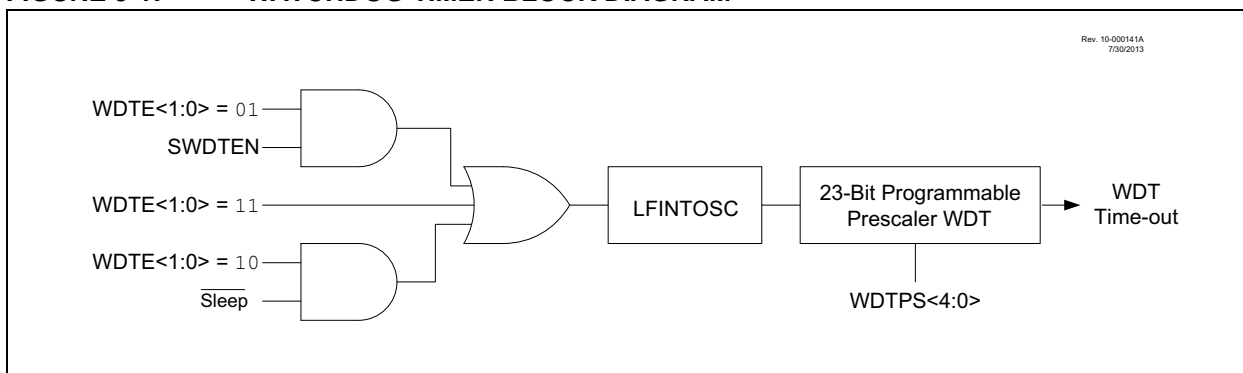 Rev. 10-000141A
7/30/2013
WDTE<1:0> = 01
SWDTEN
WDTE<1:0> = 11
WDTE<1:0> = 10
Sleep
LFINTOSC
23-Bit Programmable
Prescaler WDT
WDT
Time-out
WDTPS<4:0>